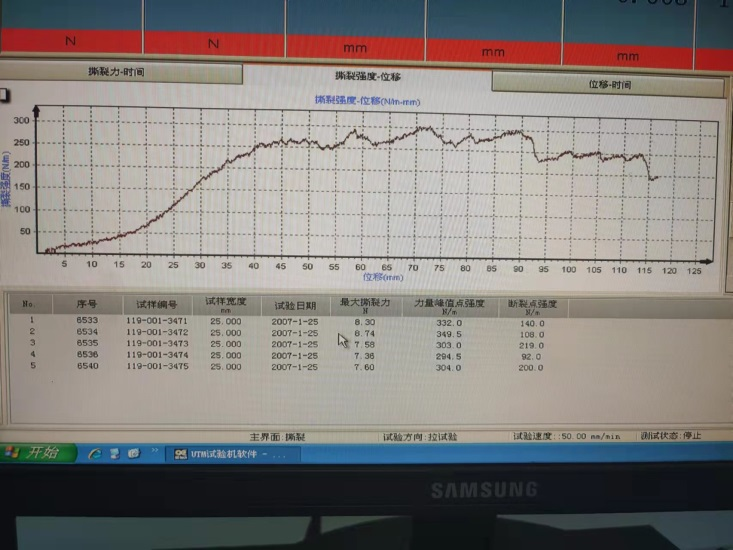 N N mm mm mm
撕裂力-时间 撕裂强度-位移 位移-时间
撕裂强度-位移(N/m-mm)
撕裂强度(N/m)
300
250
200
150
100
50
5 10 15 20 25 30 35 40 45 50 55 60 65 70 75 80 85 90 95 100 105 110 115 120 125
位移(mm)
No. 序号 试样编号 试样宽度 试验日期 最大撕裂力 力量峰值点强度 断裂点强度
mm N N/m N/m
1 6533 119-001-3471 25.000 2007-1-25 8.30 332.0 140.0
2 6534 119-001-3472 25.000 2007-1-25 8.74 349.5 108.0
3 6535 119-001-3473 25.000 2007-1-25 7.58 303.0 219.0
4 6536 119-001-3474 25.000 2007-1-25 7.36 294.5 92.0
5 6540 119-001-3475 25.000 2007-1-25 7.60 304.0 200.0
主界面:撕裂 试验方向:拉试验 试验速度::50.00 mm/min 测试状态:停止
开始 UTM试验机软件 - ...
SAMSUNG